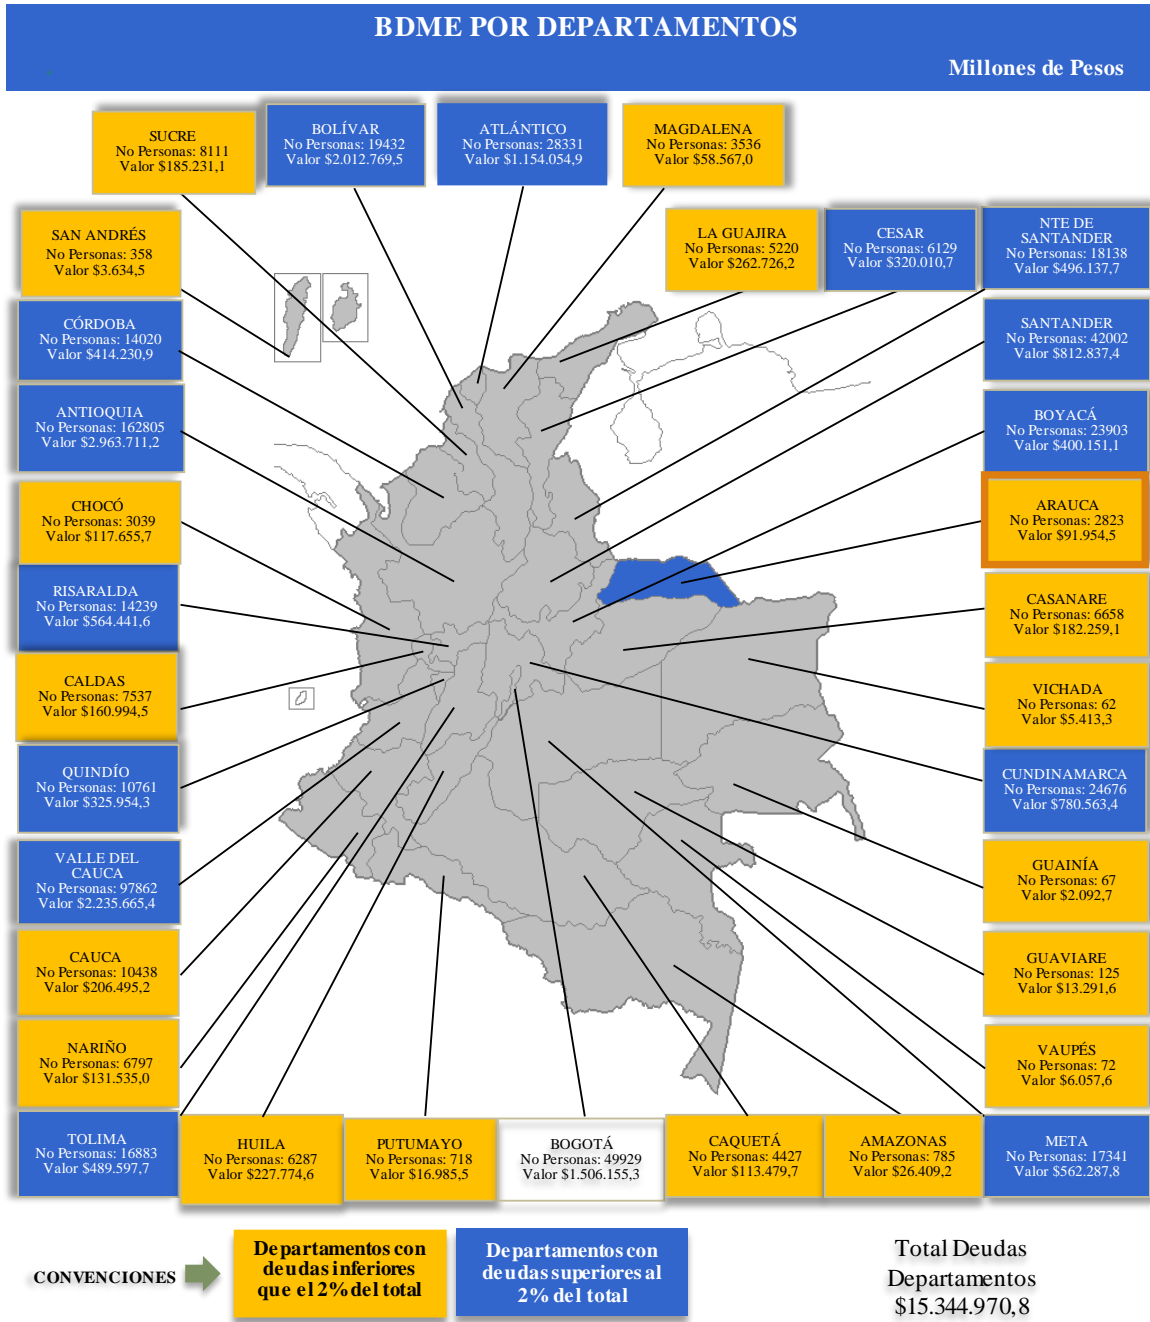 BDME POR DEPARTAMENTOS
Millones de Pesos
SUCRE
No Personas: 8111
Valor $185.231,1
BOLÍVAR
No Personas: 19432
Valor $2.012.769,5
ATLÁNTICO
No Personas: 28331
Valor $1.154.054,9
MAGDALENA
No Personas: 3536
Valor $58.567,0
SAN ANDRÉS
No Personas: 358
Valor $3.634,5
LA GUAJIRA
No Personas: 5220
Valor $262.726,2
CESAR
No Personas: 6129
Valor $320.010,7
NTE DE
SANTANDER
No Personas: 18138
Valor $496.137,7
CÓRDOBA
No Personas: 14020
Valor $414.230,9
SANTANDER
No Personas: 42002
Valor $812.837,4
ANTIOQUIA
No Personas: 162805
Valor $2.963.711,2
BOYACÁ
No Personas: 23903
Valor $400.151,1
CHOCÓ
No Personas: 3039
Valor $117.655,7
ARAUCA
No Personas: 2823
Valor $91.954,5
RISARALDA
No Personas: 14239
Valor $564.441,6
CASANARE
No Personas: 6658
Valor $182.259,1
CALDAS
No Personas: 7537
Valor $160.994,5
VICHADA
No Personas: 62
Valor $5.413,3
QUINDÍO
No Personas: 10761
Valor $325.954,3
CUNDINAMARCA
No Personas: 24676
Valor $780.563,4
VALLE DEL
CAUCA
No Personas: 97862
Valor $2.235.665,4
GUAINÍA
No Personas: 67
Valor $2.092,7
CAUCA
No Personas: 10438
Valor $206.495,2
GUAVIARE
No Personas: 125
Valor $13.291,6
NARIÑO
No Personas: 6797
Valor $131.535,0
VAUPÉS
No Personas: 72
Valor $6.057,6
TOLIMA
No Personas: 16883
Valor $489.597,7
HUILA
No Personas: 6287
Valor $227.774,6
PUTUMAYO
No Personas: 718
Valor $16.985,5
BOGOTÁ
No Personas: 49929
Valor $1.506.155,3
CAQUETÁ
No Personas: 4427
Valor $113.479,7
AMAZONAS
No Personas: 785
Valor $26.409,2
META
No Personas: 17341
Valor $562.287,8
CONVENCIONES
Departamentos con
deudas inferiores
que el 2% del total
Departamentos con
deudas superiores al
2% del total
Total Deudas
Departamentos
$15.344.970,8